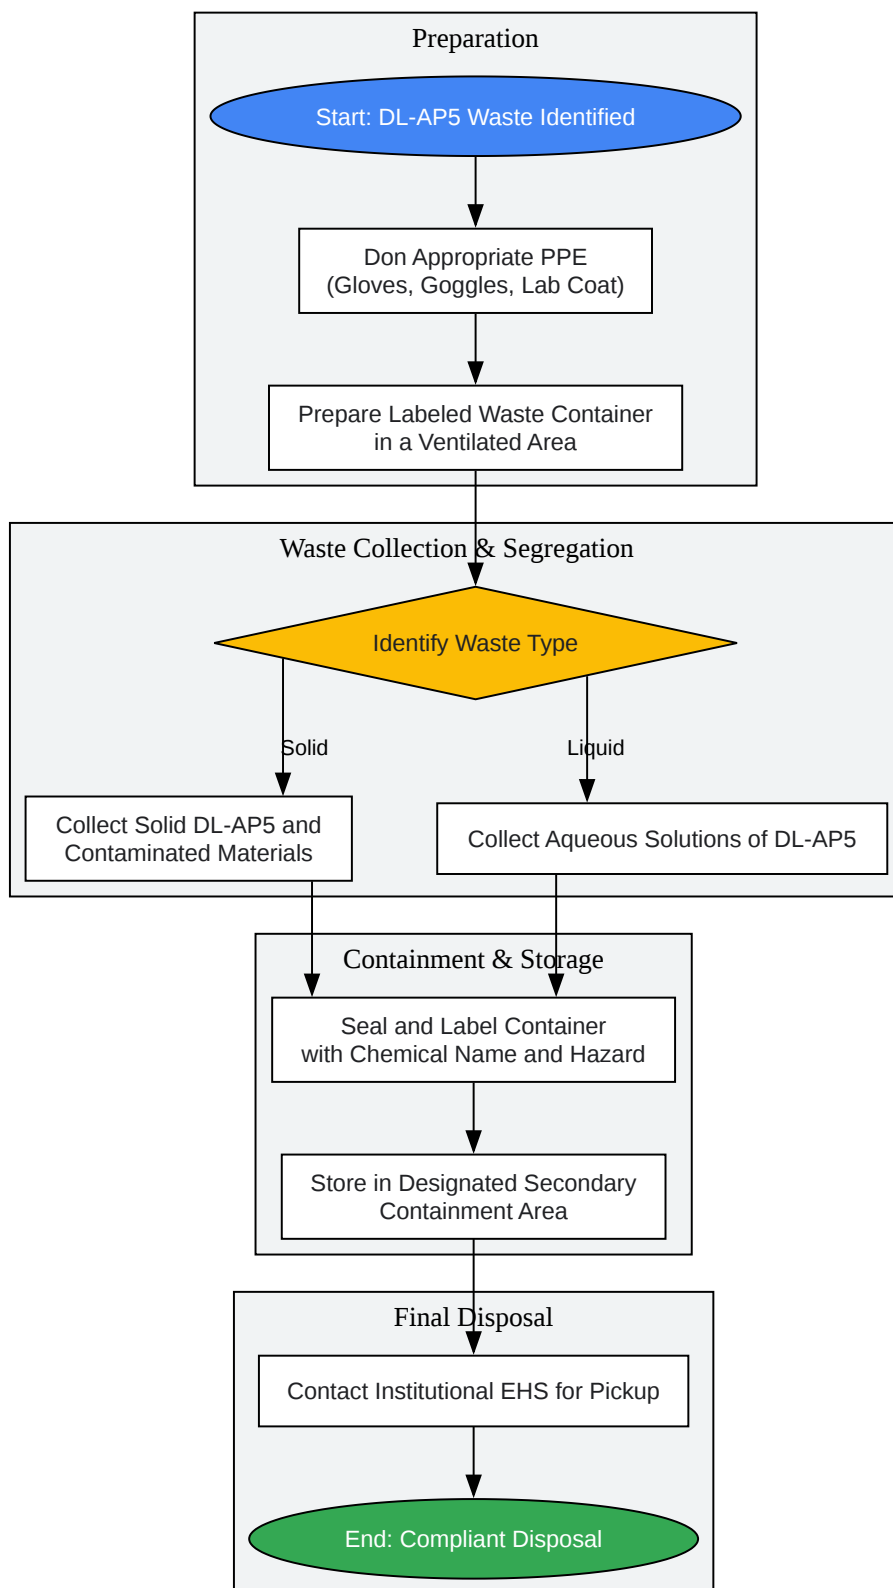 Preparation
Start: DL-AP5 Waste Identified
Don Appropriate PPE
(Gloves, Goggles, Lab Coat)
Prepare Labeled Waste Container
in a Ventilated Area
Waste Collection & Segregation
Identify Waste Type
Solid
Liquid
Collect Solid DL-AP5 and
Contaminated Materials
Collect Aqueous Solutions of DL-AP5
Containment & Storage
Seal and Label Container
with Chemical Name and Hazard
Store in Designated Secondary
Containment Area
Final Disposal
Contact Institutional EHS for Pickup
End: Compliant Disposal